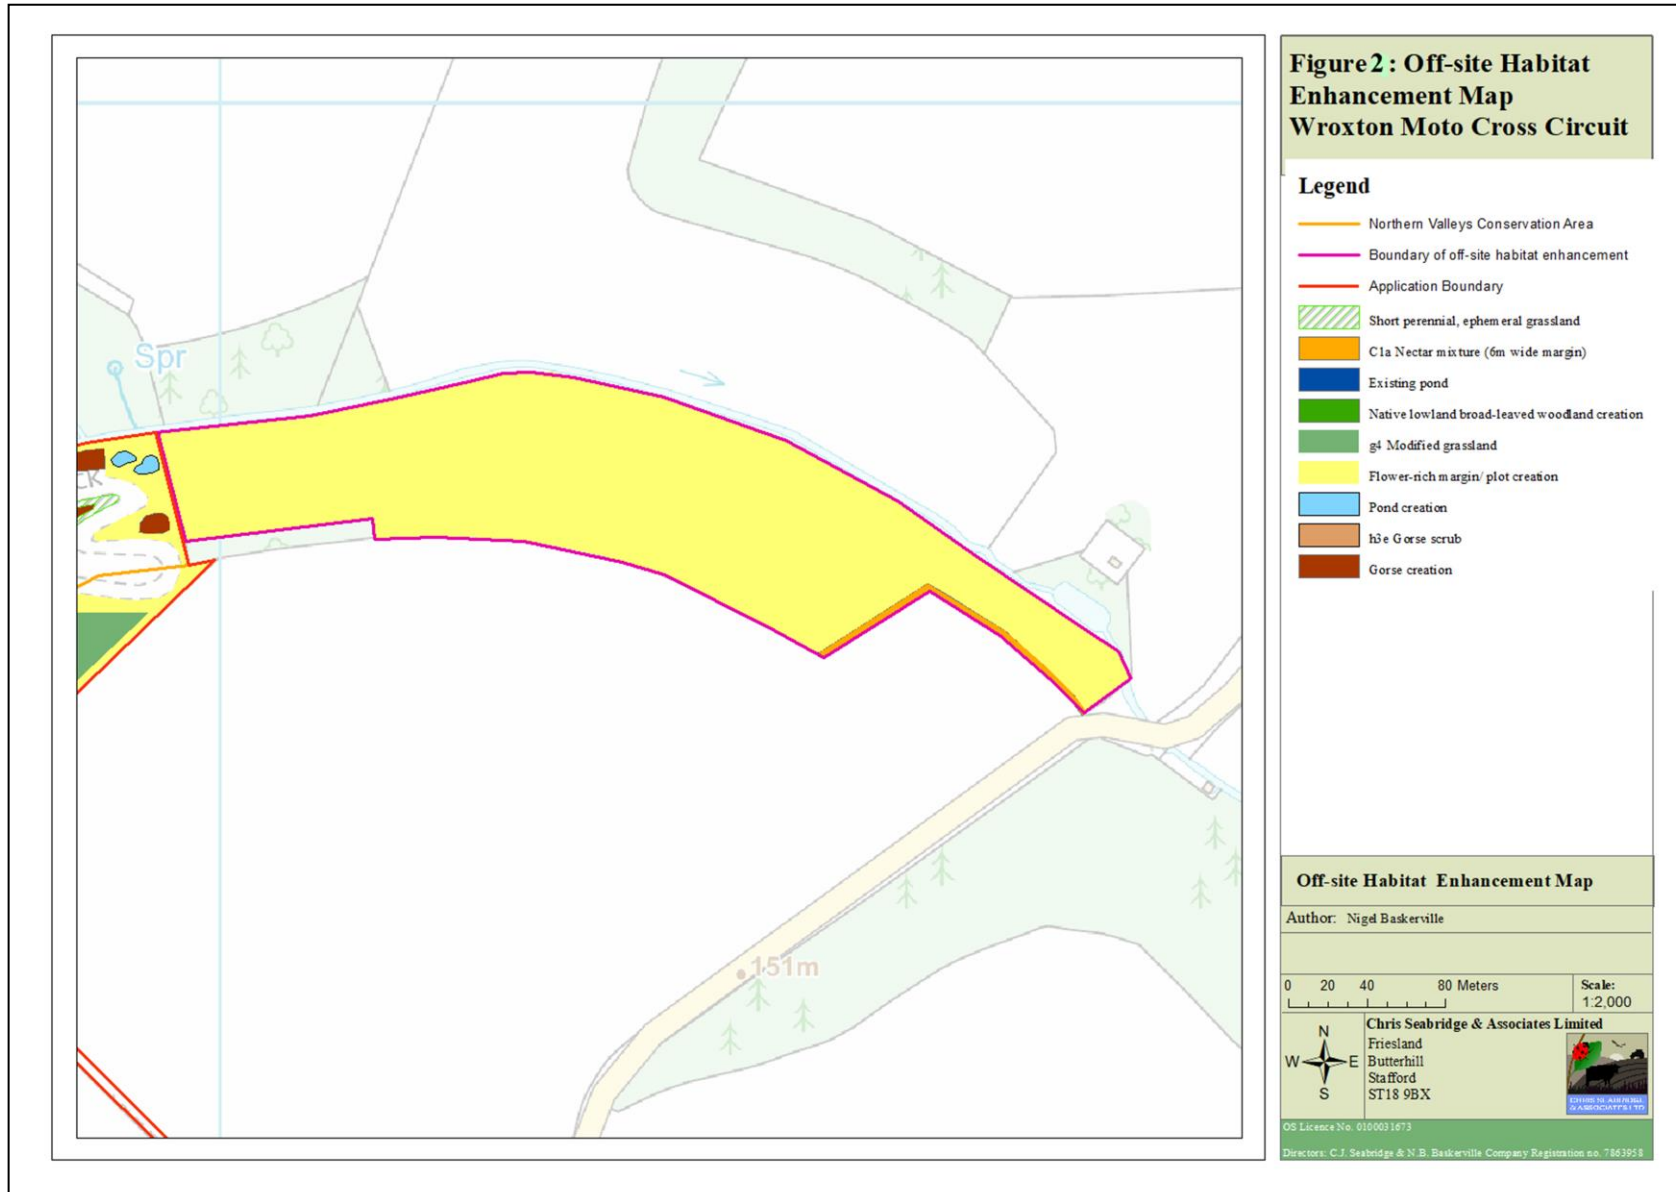 Figure 2 : Off-site Habitat
Enhancement Map
Wroxton Moto Cross Circuit
Legend
Northern Valleys Conservation Area
Boundary of off-site habitat enhancement
Application Boundary
Short perennial, ephemeral grassland
C1a Nectar mixture (6m wide margin)
Existing pond
Native lowland broad-leaved woodland creation
g4 Modified grassland
Flower-rich margin/ plot creation
Pond creation
h3e Gorse scrub
Gorse creation
Spr
CK
151m
Off-site Habitat Enhancement Map
Author: Nigel Baskerville
0 20 40 80 Meters
Scale:
1:2,000
N
W E
S
Chris Seabridge & Associates Limited
Friesland
Butterhill
Stafford
ST18 9BX
& ASSOCIATES LTD
OS Licence No. 0100031673
Directors: C.J. Seabridge & N.B. Baskerville Company Registration no. 7863958